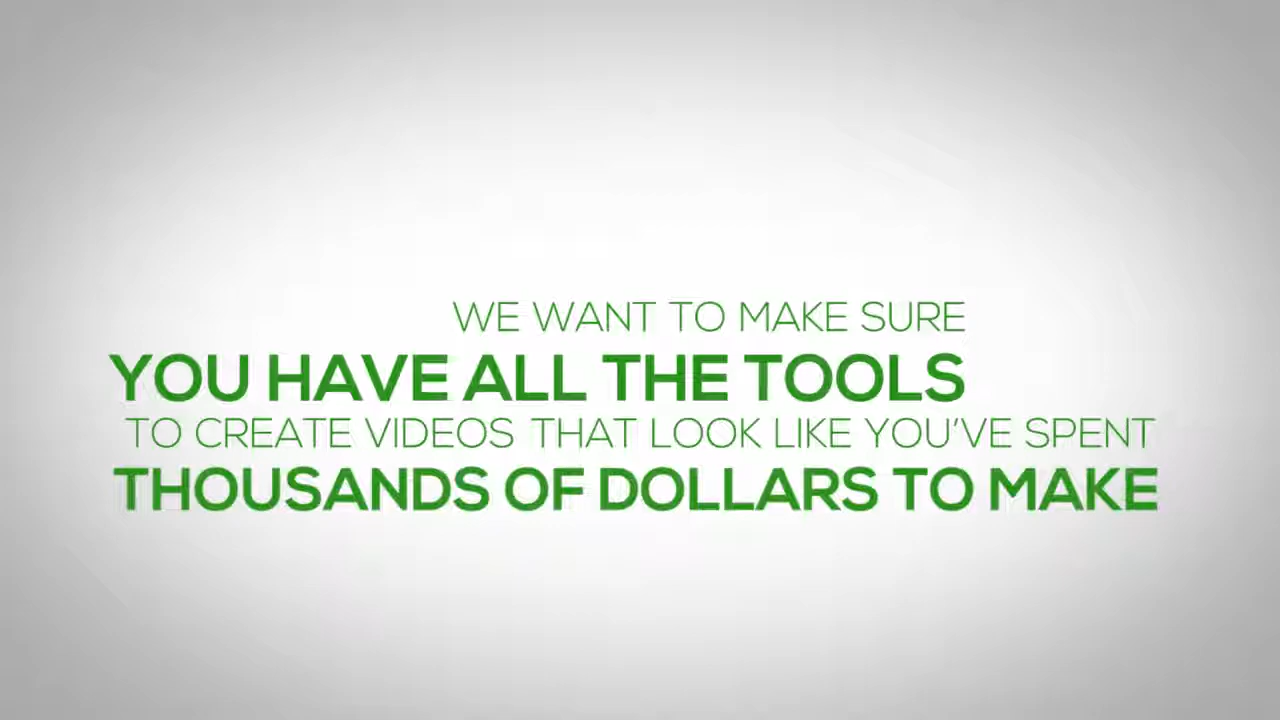 WE WANT TO MAKE SURE
YOU HAVE ALL THE TOOLS
TO CREATE VIDEOS THAT LOOK LIKE YOU'VE SPENT
THOUSANDS OF DOLLARS TO MAKE